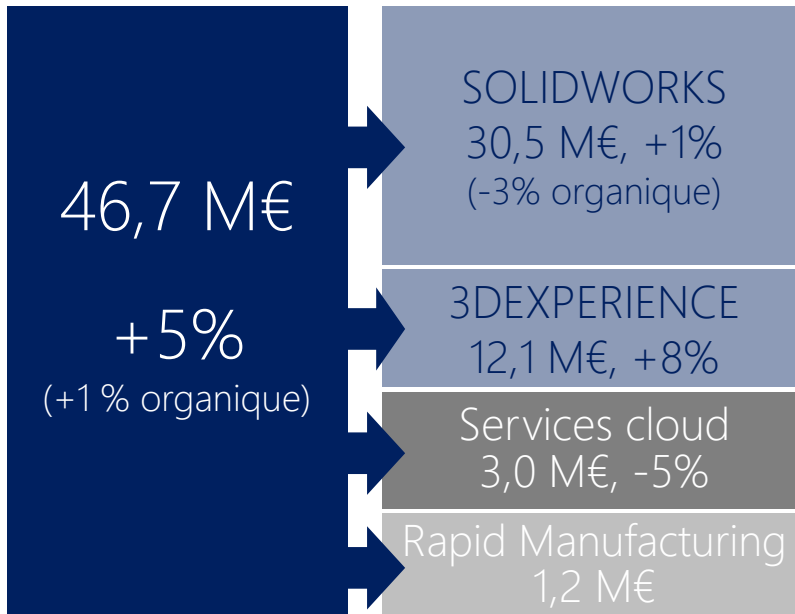 46,7 M€
+5%
(+1 % organique)
SOLIDWORKS
30,5 M€, +1%
(-3% organique)
3DEXPERIENCE
12,1 M€, +8%
Services cloud
3,0 M€, -5%
Rapid Manufacturing
1,2 M€